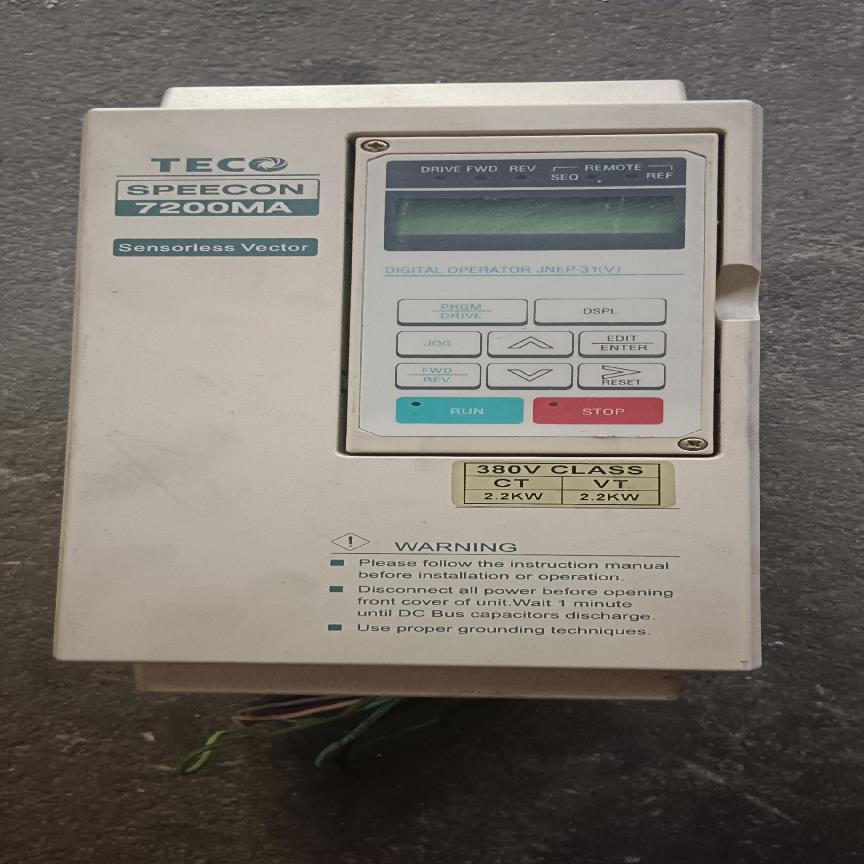 TECO
SPEECON
7200MA
Sensorless Vector
DRIVE FWD REV REMOTE
SEQ REF
DIGITAL OPERATOR JNEP-31(V)
PRGM
DRIVE
DSPL
JOG
EDIT
ENTER
FWD
REV
RESET
RUN
STOP
380V CLASS
CT VT
2.2KW 2.2KW
! WARNING
Please follow the instruction manual
before installation or operation.
Disconnect all power before opening
front cover of unit.Wait 1 minute
until DC Bus capacitors discharge.
Use proper grounding techniques.